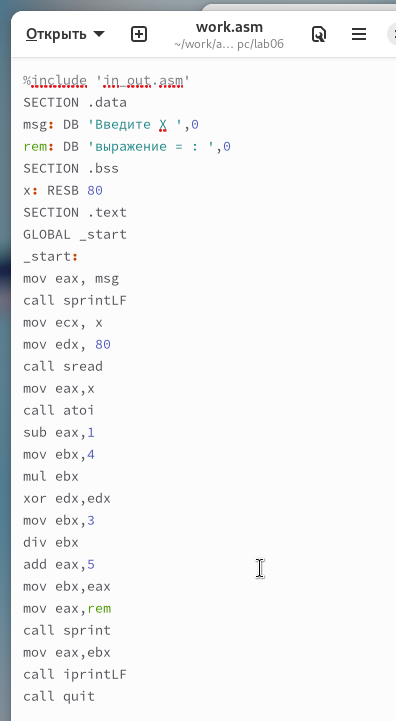 Открыть
work.asm
~/work/a... pc/lab06
%include 'in_out.asm'
SECTION .data
msg: DB 'Введите X ',0
rem: DB 'выражение = : ',0
SECTION .bss
x: RESB 80
SECTION .text
GLOBAL _start
_start:
mov eax, msg
call sprintLF
mov ecx, x
mov edx, 80
call sread
mov eax,x
call atoi
sub eax,1
mov ebx,4
mul ebx
xor edx,edx
mov ebx,3
div ebx
add eax,5
mov ebx,eax
mov eax,rem
call sprint
mov eax,ebx
call iprintLF
call quit